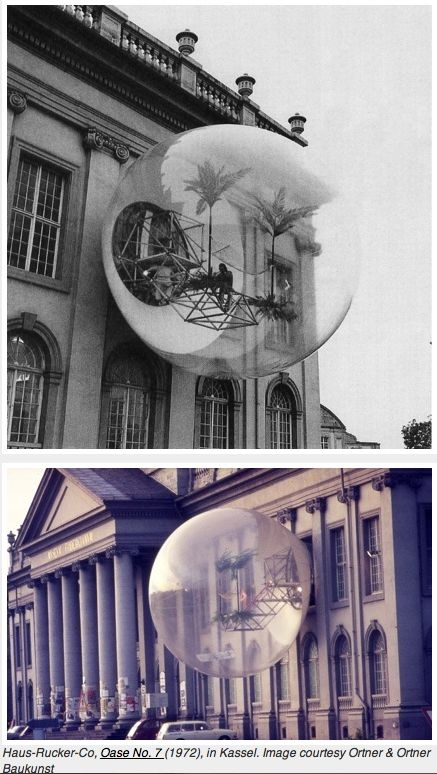 Haus-Rucker-Co, Oase No. 7 (1972), in Kassel. Image courtesy Ortner & Ortner
Baukunst